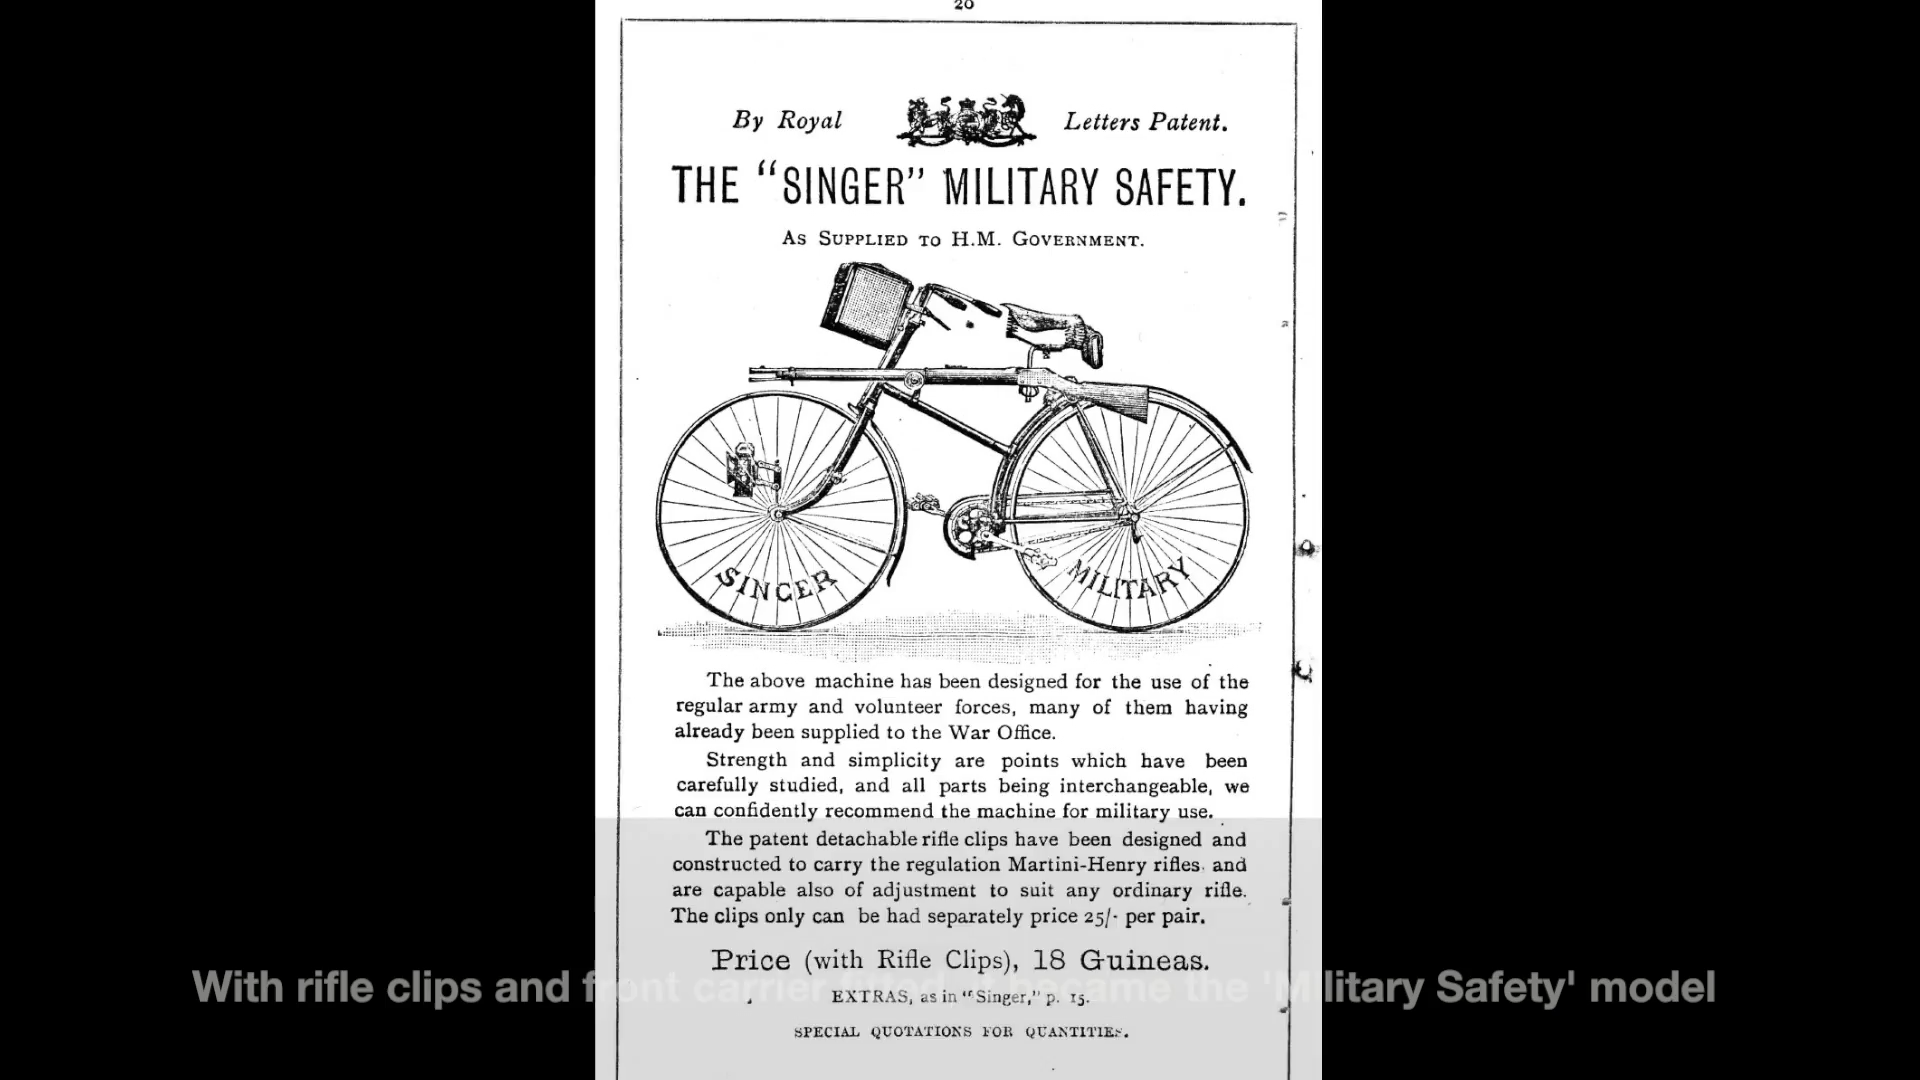 20
By Royal Letters Patent.
THE "SINGER" MILITARY SAFETY.
AS SUPPLIED TO H.M. GOVERNMENT.
SINGER
MILITARY
The above machine has been designed for the use of the
regular army and volunteer forces, many of them having
already been supplied to the War Office.
Strength and simplicity are points which have been
carefully studied, and all parts being interchangeable, we
can confidently recommend the machine for military use.
The patent detachable rifle clips have been designed and
constructed to carry the regulation Martini-Henry rifles and
are capable also of adjustment to suit any ordinary rifle.
The clips only can be had separately price 25/- per pair.
Price (with Rifle Clips), 18 Guineas.
With rifle clips and front carrier became the 'Military Safety' model
EXTRAS, as in "Singer," p. 15.
SPECIAL QUOTATIONS FOR QUANTITIES.